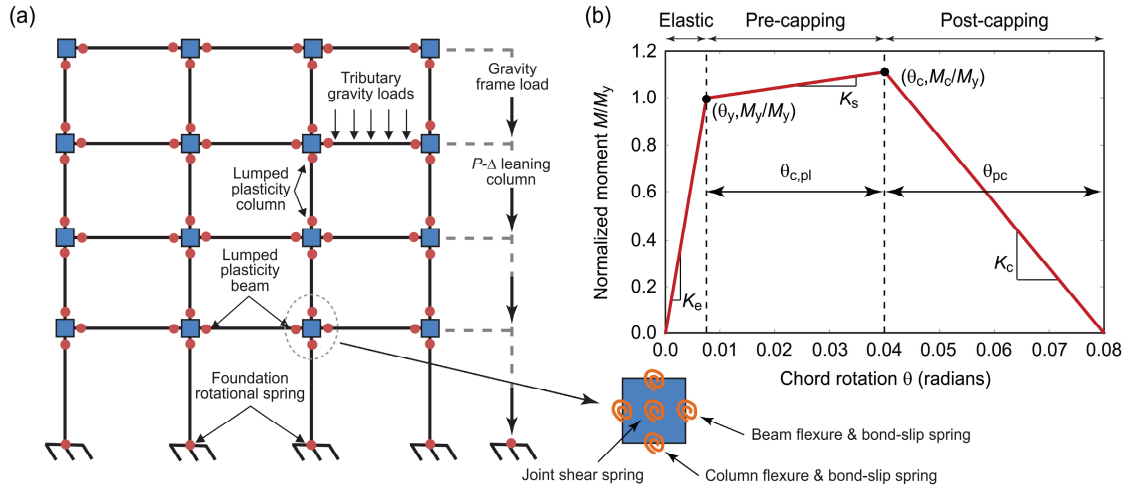 (a)
Gravity
frame load
Tributary
gravity loads
P-Δ leaning
column
Lumped
plasticity
column
Lumped
plasticity
beam
Foundation
rotational spring
Joint shear spring
Beam flexure & bond-slip spring
Column flexure & bond-slip spring
(b)
Elastic Pre-capping Post-capping
Normalized moment M/My
1.2
1.0
0.8
0.6
0.4
0.2
0.0
(θy,My/My)
(θc,Mc/My)
Ks
θc,pl
θpc
Ke
Kc
0.0 0.01 0.02 0.03 0.04 0.05 0.06 0.07 0.08
Chord rotation θ (radians)